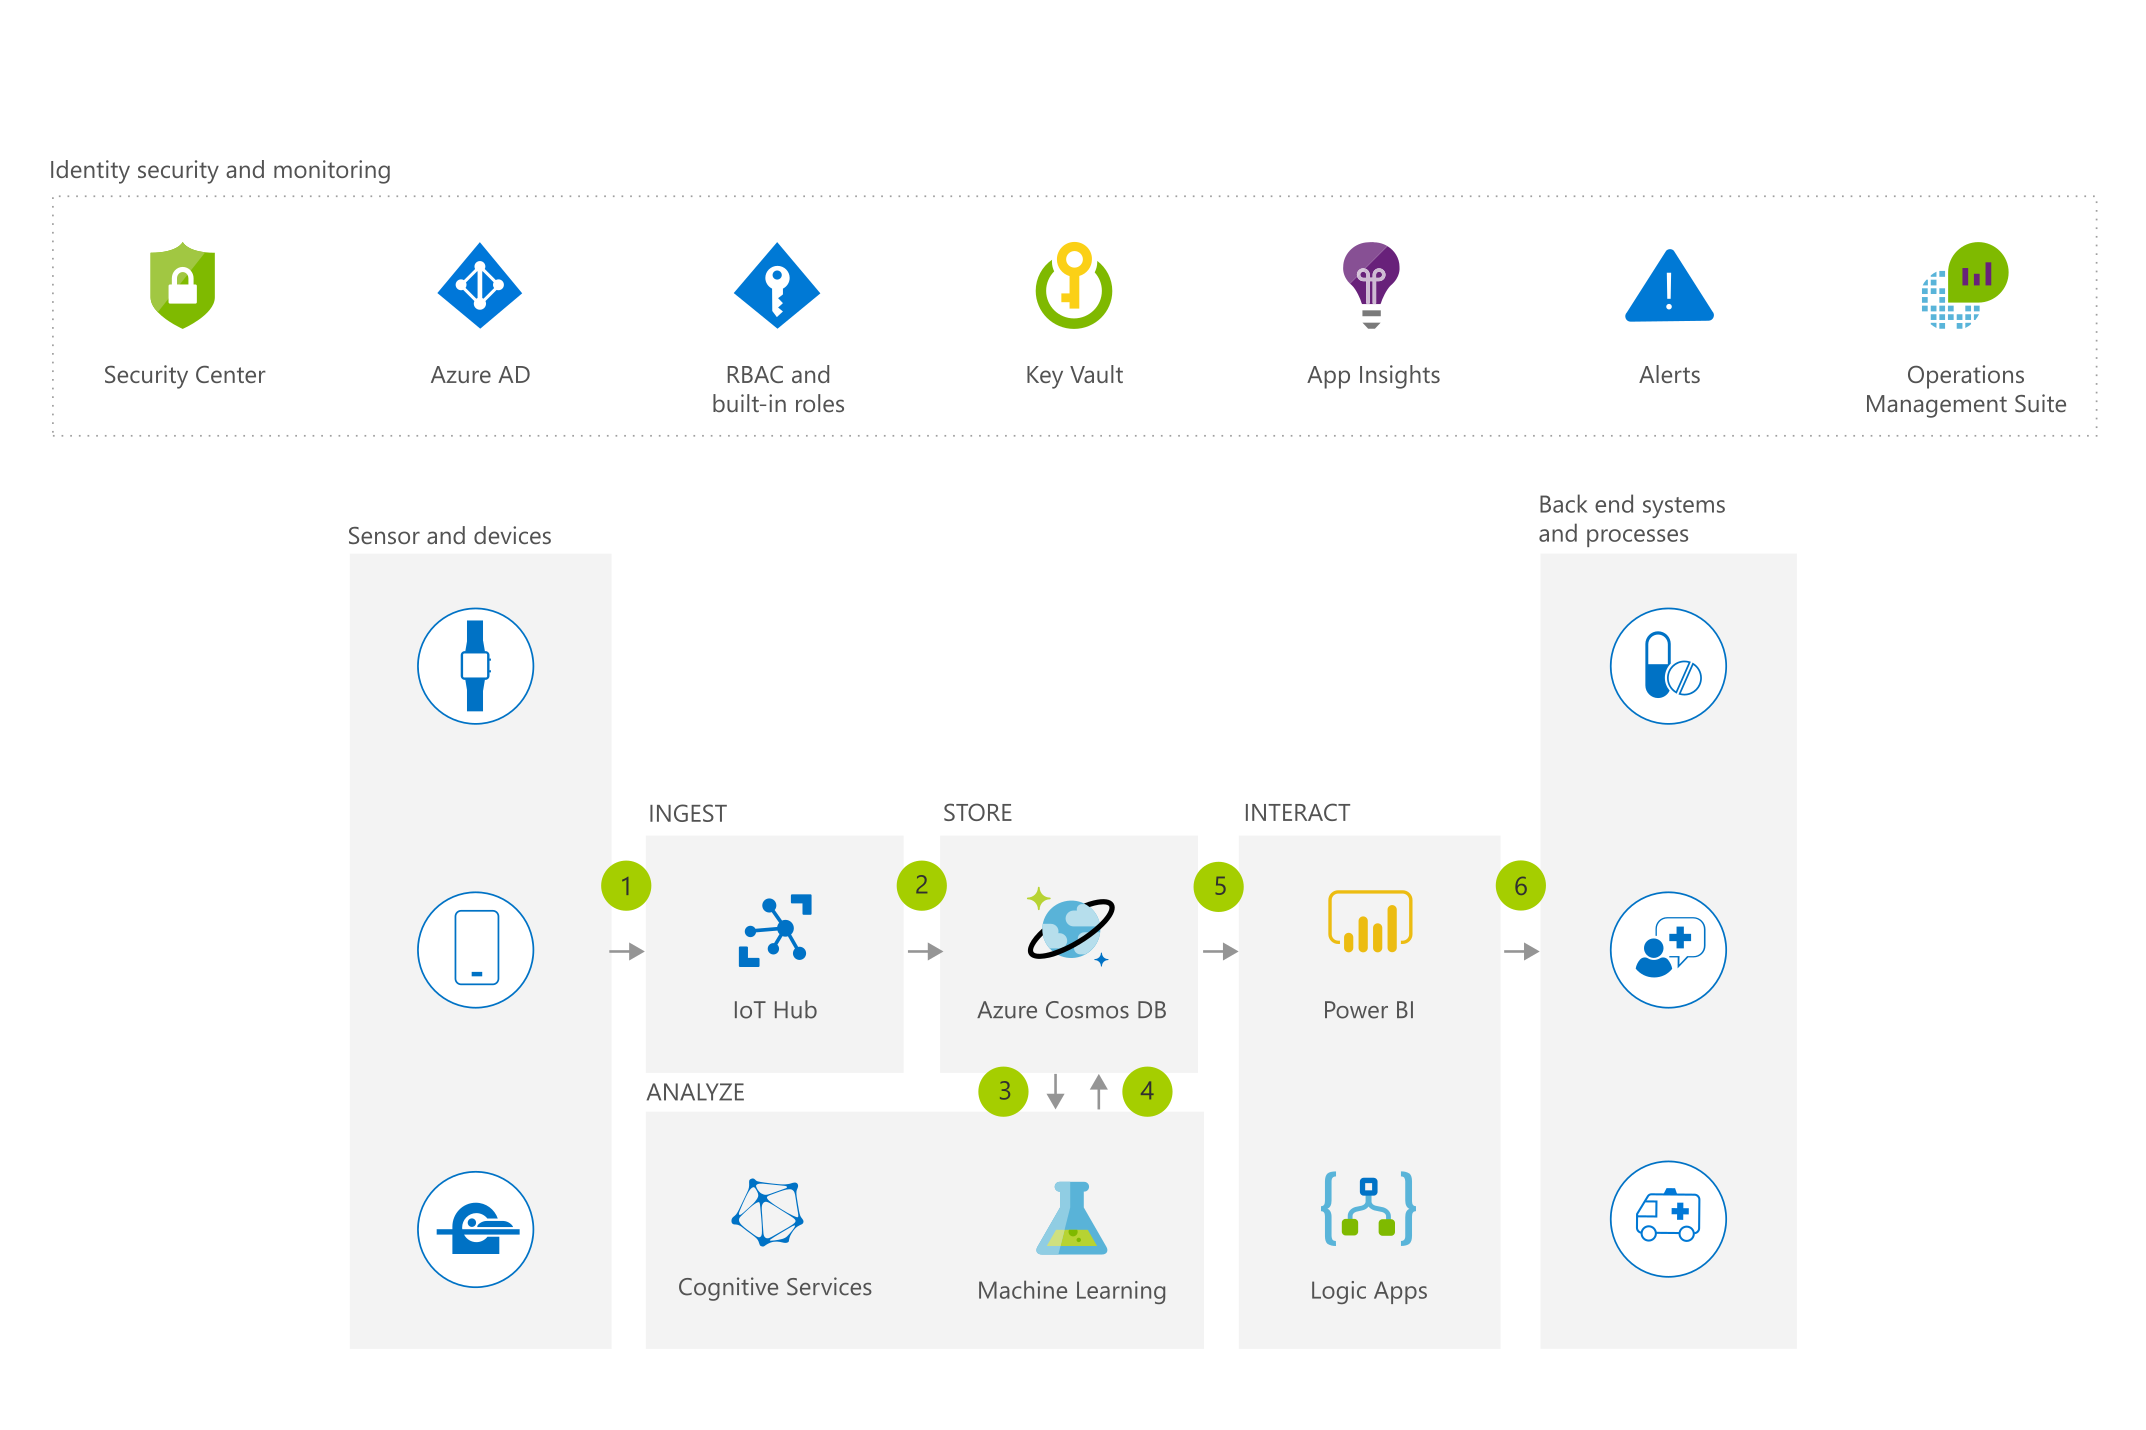 Identity security and monitoring
Security Center
Azure AD
RBAC and
built-in roles
Key Vault
App Insights
Alerts
Operations
Management Suite
Sensor and devices
Back end systems
and processes
INGEST
STORE
INTERACT
1
2
5
6
IoT Hub
Azure Cosmos DB
Power BI
ANALYZE
3
4
Cognitive Services
Machine Learning
Logic Apps